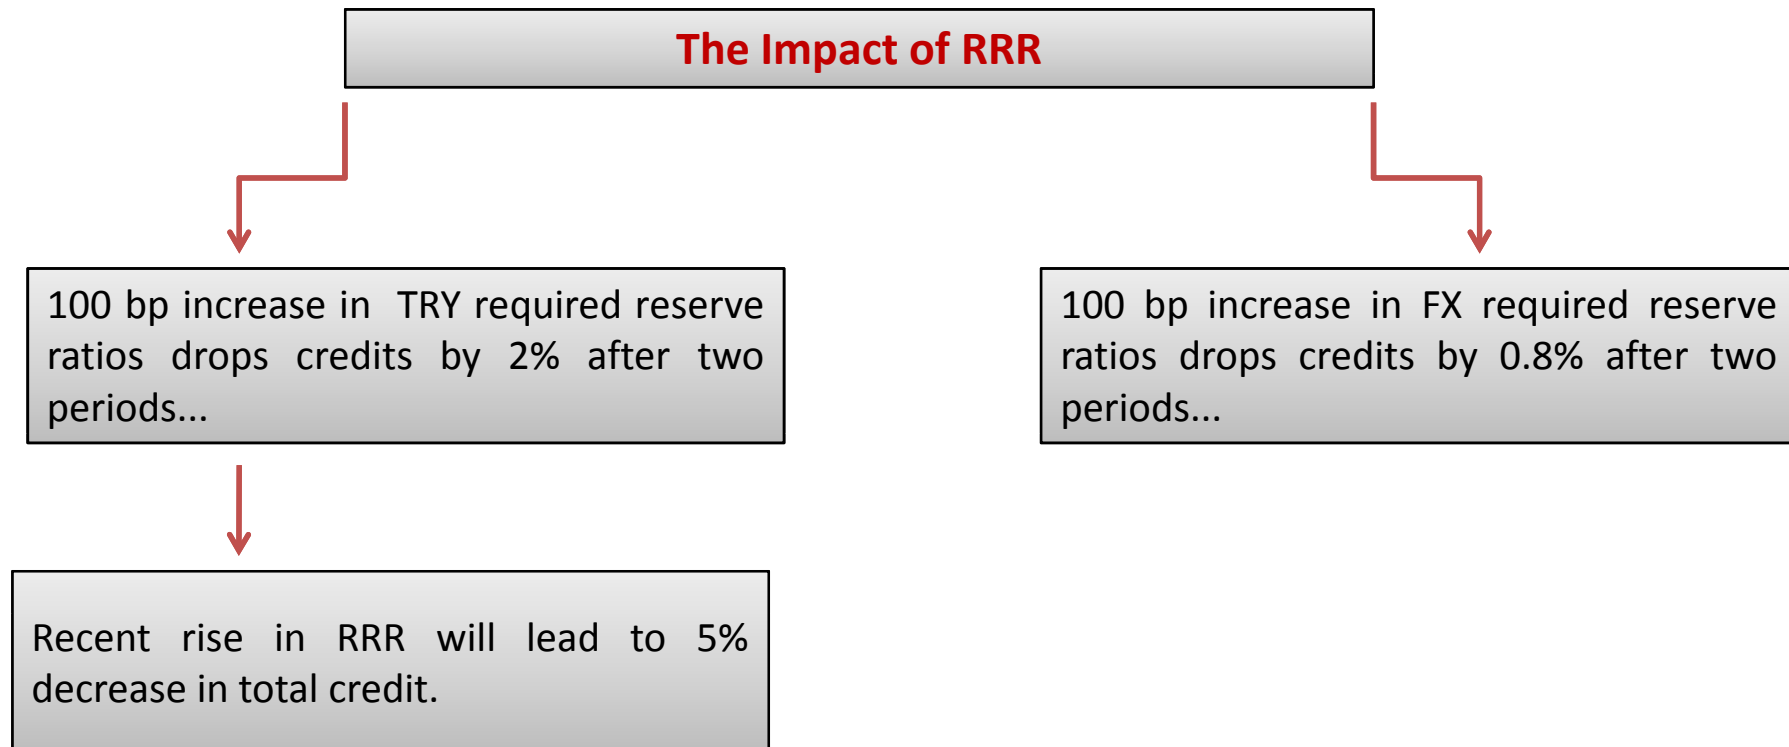 The Impact of RRR
100 bp increase in TRY required reserve
ratios drops credits by 2% after two
periods...
100 bp increase in FX required reserve
ratios drops credits by 0.8% after two
periods...
Recent rise in RRR will lead to 5%
decrease in total credit.